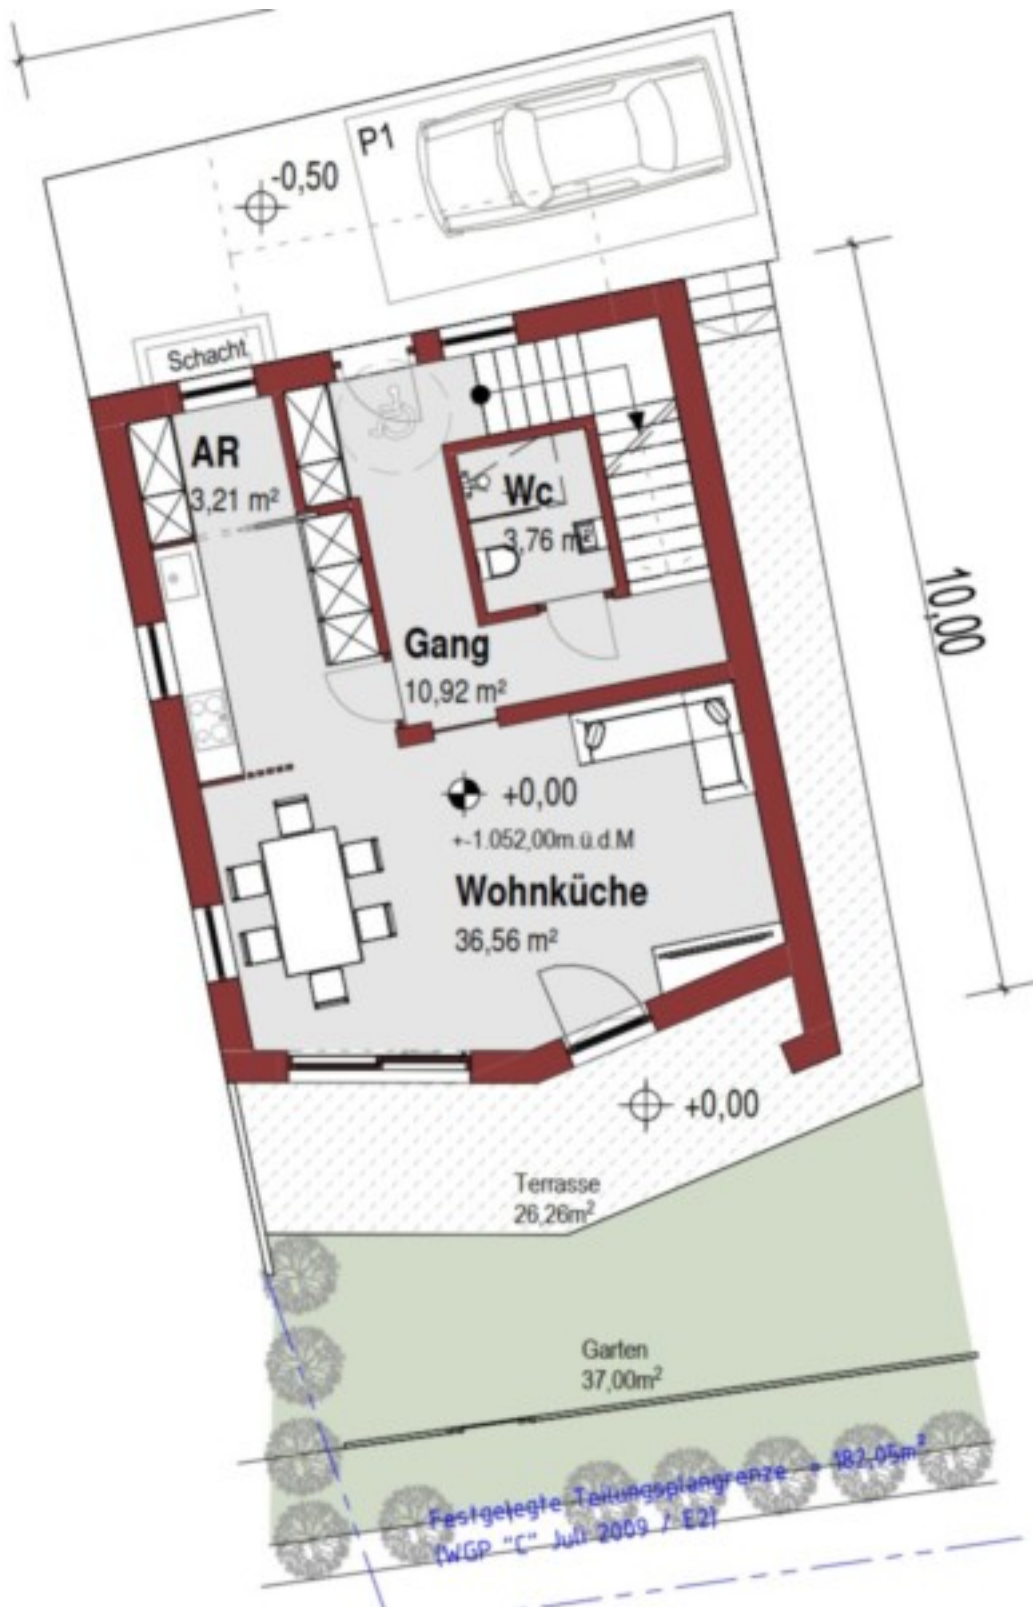 P1
-0,50
Schacht
AR
3,21 m²
Wc
3,76 m²
10,00
Gang
10,92 m²
+0,00
+-1.052,00m.ü.d.M
Wohnküche
36,56 m²
+0,00
Terrasse
26,26m²
Garten
37,00m²
Festgelegte Teilungsplangrenze = 182,05m²
(WGP "C" Juli 2009 / E2)